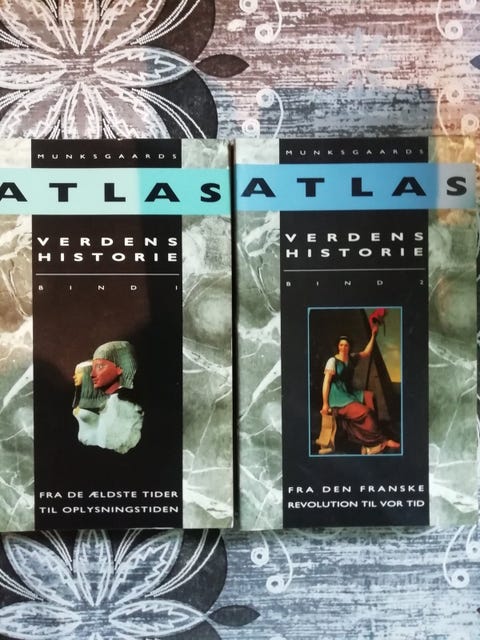 MUNKSGAARDS
ATLAS
VERDENS
HISTORIE
BIND 1
FRA DE ÆLDSTE TIDER
TIL OPLYSNINGSTIDEN
MUNKSGAARDS
ATLAS
VERDENS
HISTORIE
BIND 2
FRA DEN FRANSKE
REVOLUTION TIL VOR TID